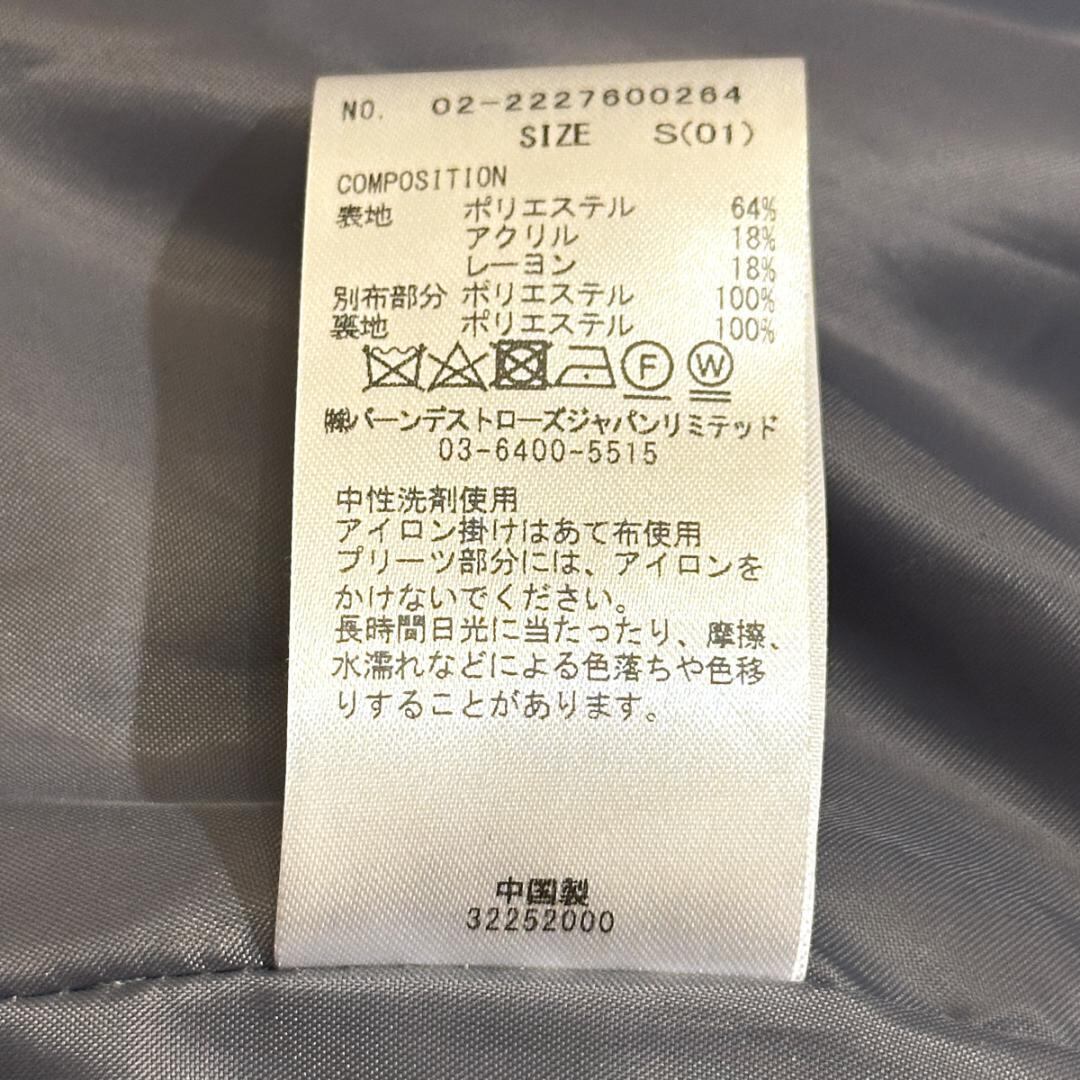 NO. 02-2227600264
SIZE S(01)
COMPOSITION
表地 ポリエステル 64%
アクリル 18%
レーヨン 18%
別布部分 ポリエステル 100%
裏地 ポリエステル 100%
F W
㈱バーンデストローズジャパンリミテッド
03-6400-5515
中性洗剤使用
アイロン掛けはあて布使用
プリーツ部分には、アイロンを
かけないでください。
長時間日光に当たったり、摩擦、
水濡れなどによる色落ちや色移
りすることがあります。
中国製
32252000